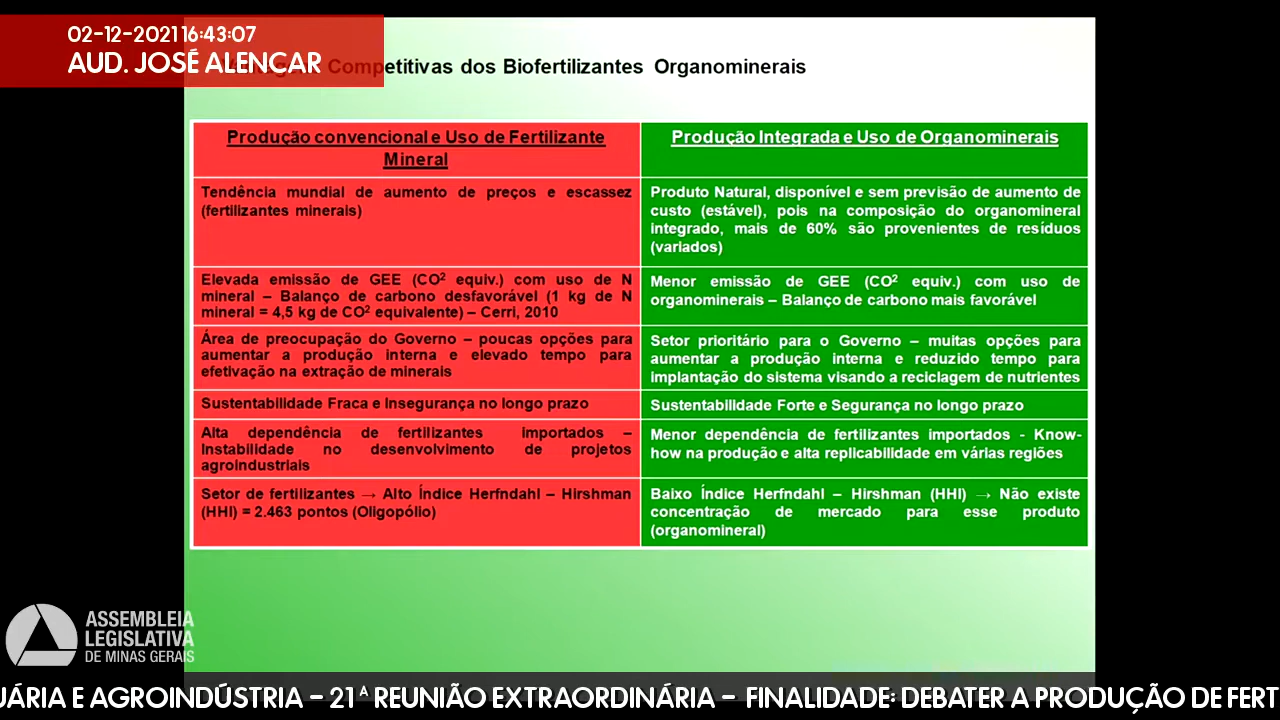 02-12-2021 16:43:07
AUD. JOSÉ ALENCAR
Competitivas dos Biofertilizantes Organominerais
Produção convencional e Uso de Fertilizante
Mineral
Produção Integrada e Uso de Organominerais
Tendência mundial de aumento de preços e escassez
(fertilizantes minerais)
Produto Natural, disponível e sem previsão de aumento de
custo (estável), pois na composição do organomineral
integrado, mais de 60% são provenientes de resíduos
(variados)
Elevada emissão de GEE (CO² equiv.) com uso de N
mineral – Balanço de carbono desfavorável (1 kg de N
mineral = 4,5 kg de CO² equivalente) – Cerri, 2010
Menor emissão de GEE (CO² equiv.) com uso de
organominerais – Balanço de carbono mais favorável
Área de preocupação do Governo – poucas opções para
aumentar a produção interna e elevado tempo para
efetivação na extração de minerais
Setor prioritário para o Governo – muitas opções para
aumentar a produção interna e reduzido tempo para
implantação do sistema visando a reciclagem de nutrientes
Sustentabilidade Fraca e Insegurança no longo prazo
Sustentabilidade Forte e Segurança no longo prazo
Alta dependência de fertilizantes importados –
Instabilidade no desenvolvimento de projetos
agroindustriais
Menor dependência de fertilizantes importados - Know-
how na produção e alta replicabilidade em várias regiões
Setor de fertilizantes → Alto Índice Herfndahl – Hirshman
(HHI) = 2.463 pontos (Oligopólio)
Baixo Índice Herfndahl – Hirshman (HHI) → Não existe
concentração de mercado para esse produto
(organomineral)
ASSEMBLEIA
LEGISLATIVA
DE MINAS GERAIS
UÁRIA E AGROINDÚSTRIA – 21ª REUNIÃO EXTRAORDINÁRIA – FINALIDADE: DEBATER A PRODUÇÃO DE FERT